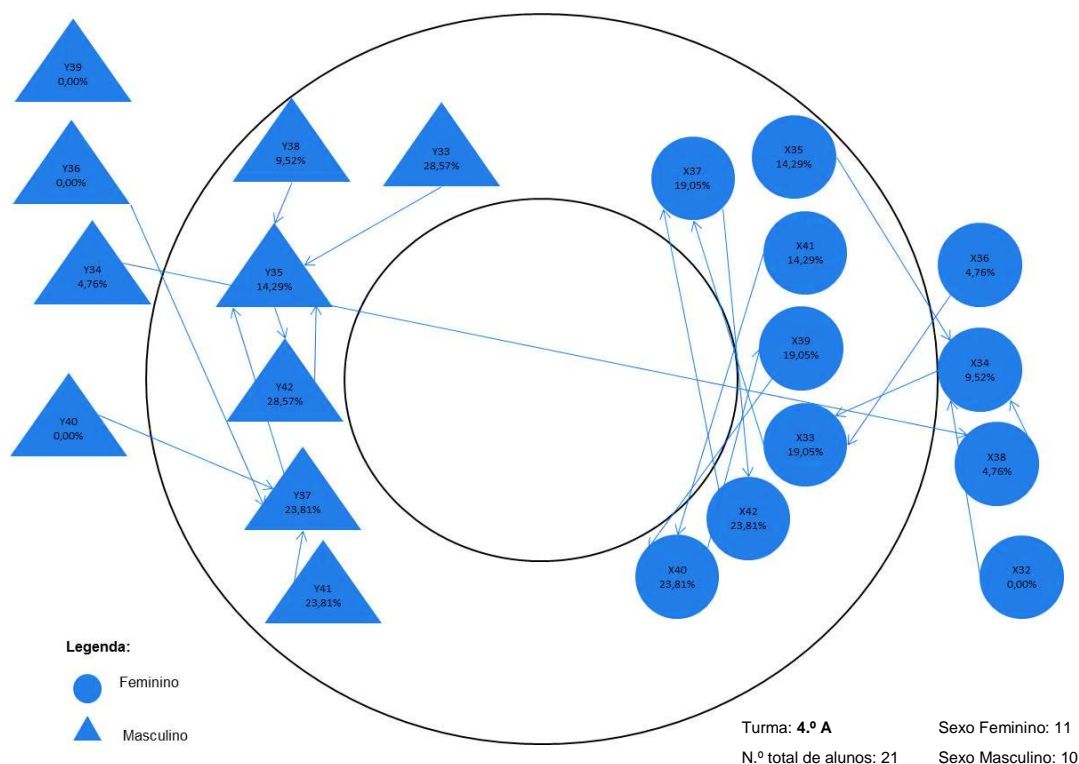 Y39
0,00%
Y36
0,00%
Y34
4,76%
Y40
0,00%
Y38
9,52%
Y33
28,57%
Y35
14,29%
Y42
28,57%
Y37
23,81%
Y41
23,81%
X37
19,05%
X35
14,29%
X41
14,29%
X39
19,05%
X33
19,05%
X42
23,81%
X40
23,81%
X36
4,76%
X34
9,52%
X38
4,76%
X32
0,00%
Legenda:
Feminino
Masculino
Turma: 4.º A
Sexo Feminino: 11
N.º total de alunos: 21
Sexo Masculino: 10